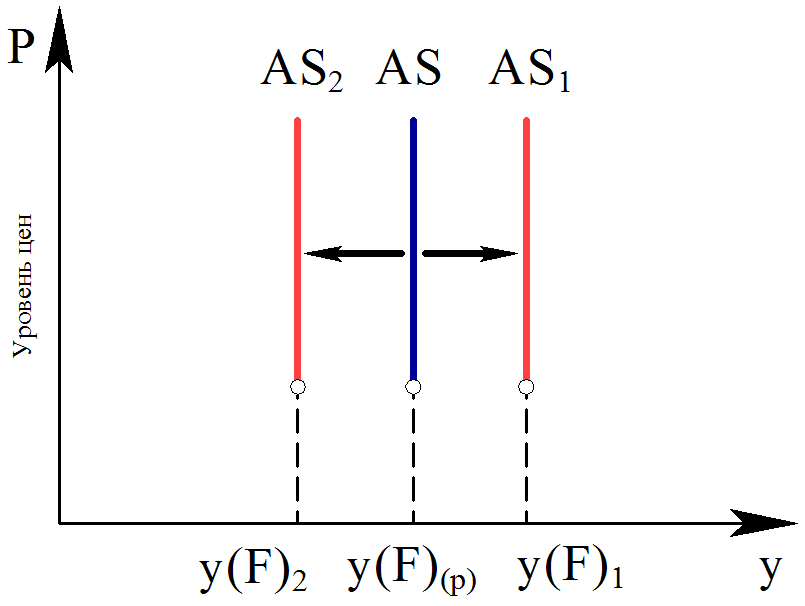 P
AS₂ AS AS₁
Уровень цен
y(F)₂ y(F)₍ₚ₎ y(F)₁ y